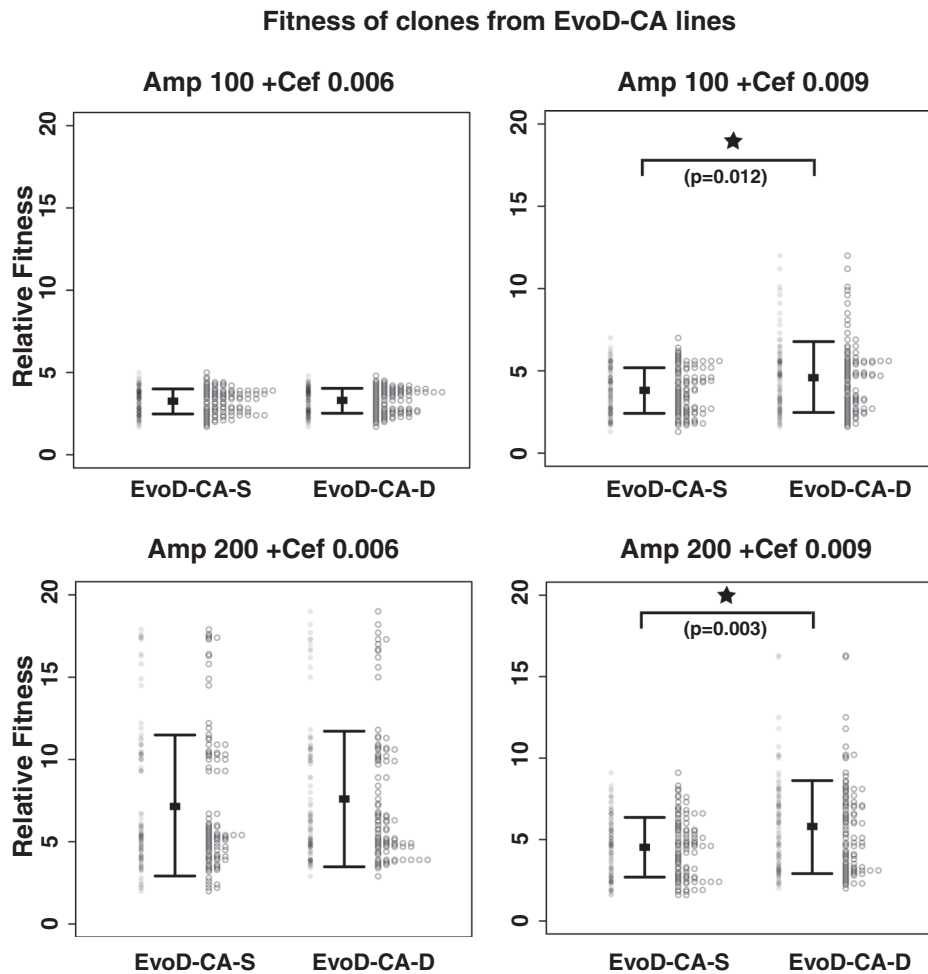 Fitness of clones from EvoD-CA lines
Amp 100 +Cef 0.006
Relative Fitness
20
15
10
5
0
EvoD-CA-S
EvoD-CA-D
Amp 100 +Cef 0.009
20
15
10
5
0
★
(p=0.012)
EvoD-CA-S
EvoD-CA-D
Amp 200 +Cef 0.006
Relative Fitness
20
15
10
5
0
EvoD-CA-S
EvoD-CA-D
Amp 200 +Cef 0.009
20
15
10
5
0
★
(p=0.003)
EvoD-CA-S
EvoD-CA-D